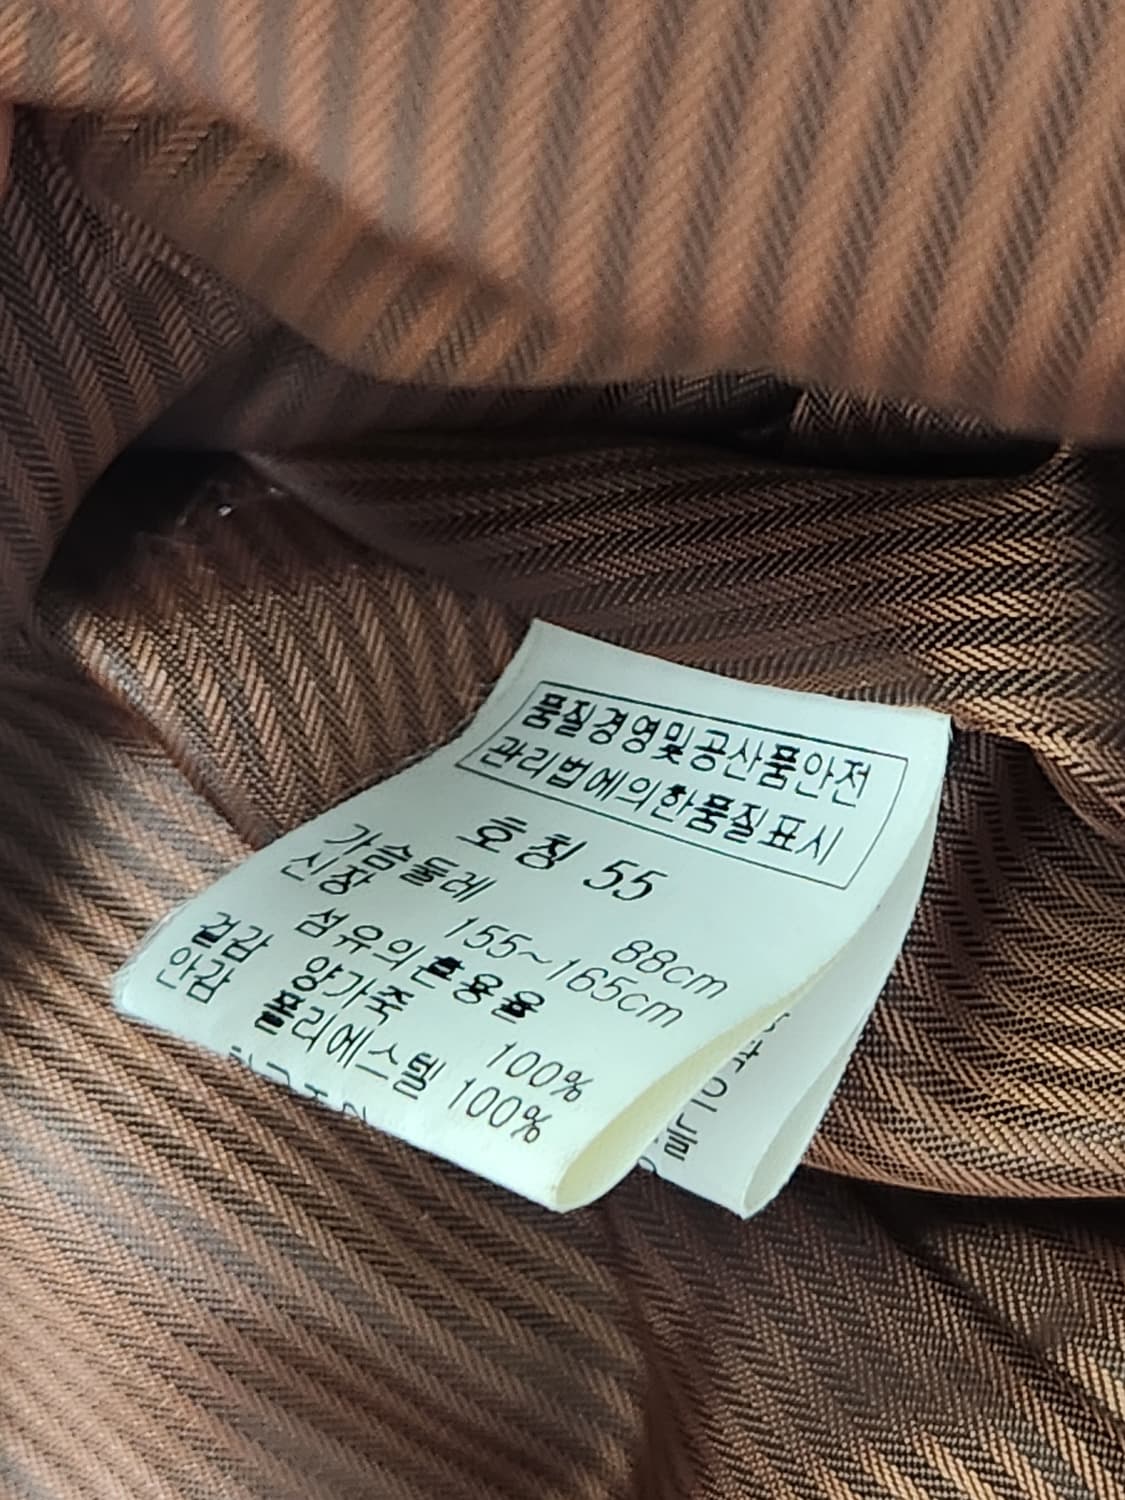 품질경영및공산품안전
관리법에의한품질표시
호칭 55
가슴둘레 88cm
신장 155~165cm
섬유의혼용율
겉감 양가죽 100%
안감 폴리에스텔 100%